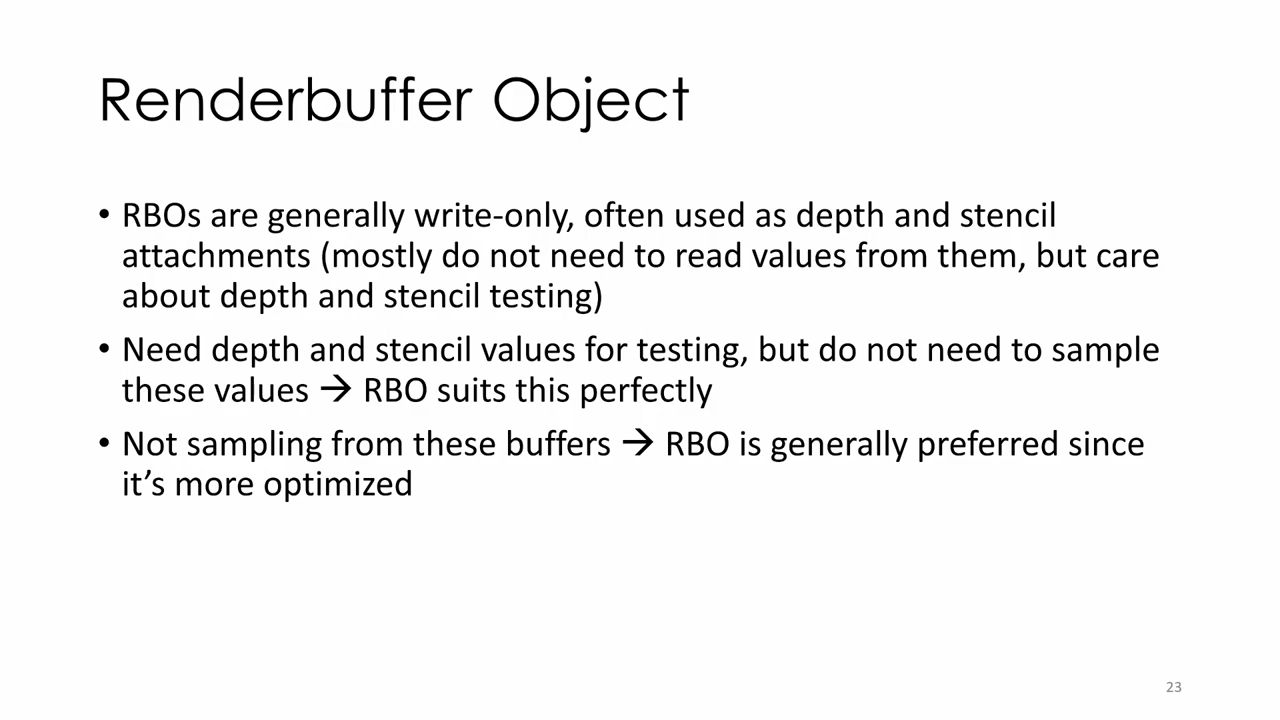 Renderbuffer Object
• RBOs are generally write-only, often used as depth and stencil
attachments (mostly do not need to read values from them, but care
about depth and stencil testing)
• Need depth and stencil values for testing, but do not need to sample
these values → RBO suits this perfectly
• Not sampling from these buffers → RBO is generally preferred since
it’s more optimized
23